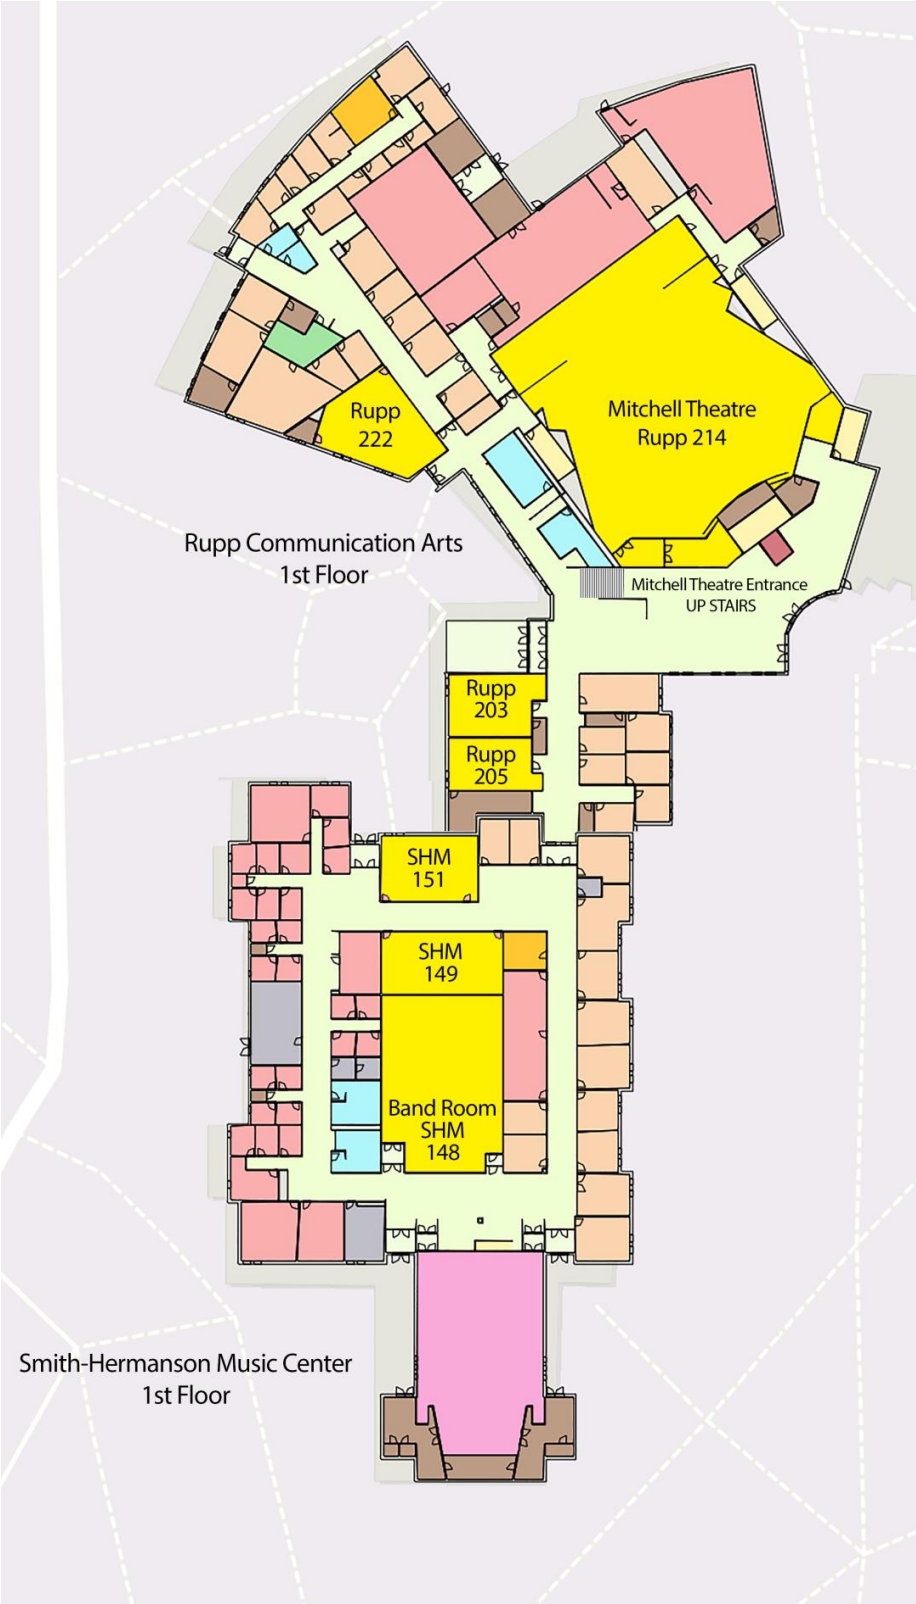 Mitchell Theatre
Rupp 214
Rupp
222
Rupp Communication Arts
1st Floor
Mitchell Theatre Entrance
UP STAIRS
Rupp
203
Rupp
205
SHM
151
SHM
149
Band Room
SHM
148
Smith-Hermanson Music Center
1st Floor